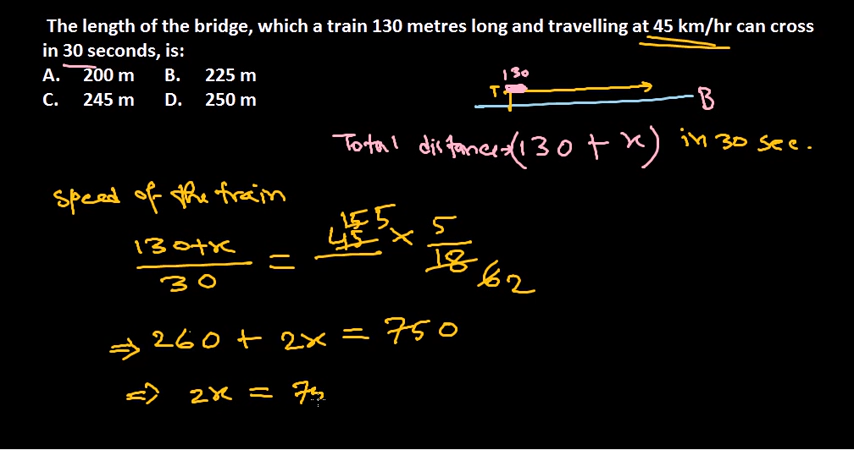 The length of the bridge, which a train 130 metres long and travelling at 45 km/hr can cross
in 30 seconds, is:
A. 200 m B. 225 m
C. 245 m D. 250 m
130
T
B
Total distance→(130 + x) in 30 sec.
speed of the train
130+x / 30 = 45 15 5 × 5 / 18 6 2
⇒ 260 + 2x = 750
⇒ 2x = 75